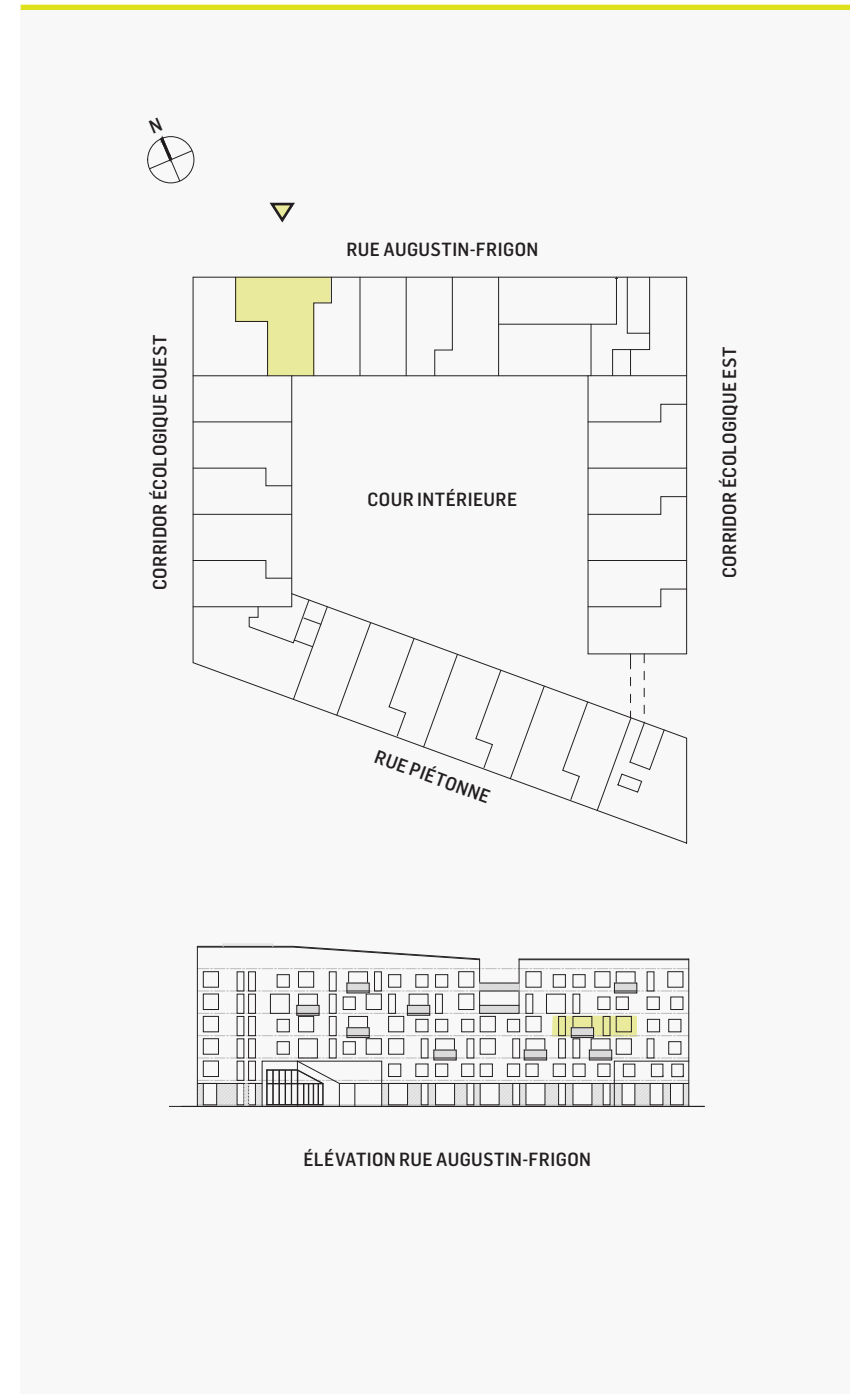 N
RUE AUGUSTIN-FRIGON
CORRIDOR ÉCOLOGIQUE OUEST
CORRIDOR ÉCOLOGIQUE EST
COUR INTÉRIEURE
RUE PIÉTONNE
ÉLÉVATION RUE AUGUSTIN-FRIGON